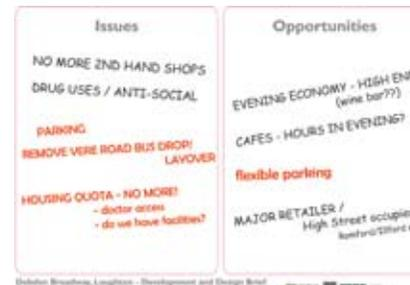 Issues
NO MORE 2ND HAND SHOPS
DRUG USES / ANTI-SOCIAL
PARKING
REMOVE VERE ROAD BUS DROP/
LAYOVER
HOUSING QUOTA - NO MORE!
- doctor access
- do we have facilities?
Opportunities
EVENING ECONOMY - HIGH END
(wine bar??)
CAFES - HOURS IN EVENING?
flexible parking
MAJOR RETAILER /
High Street occupie
Romford/Ilford
Debden Broadway, Loughton - Development and Design Brief